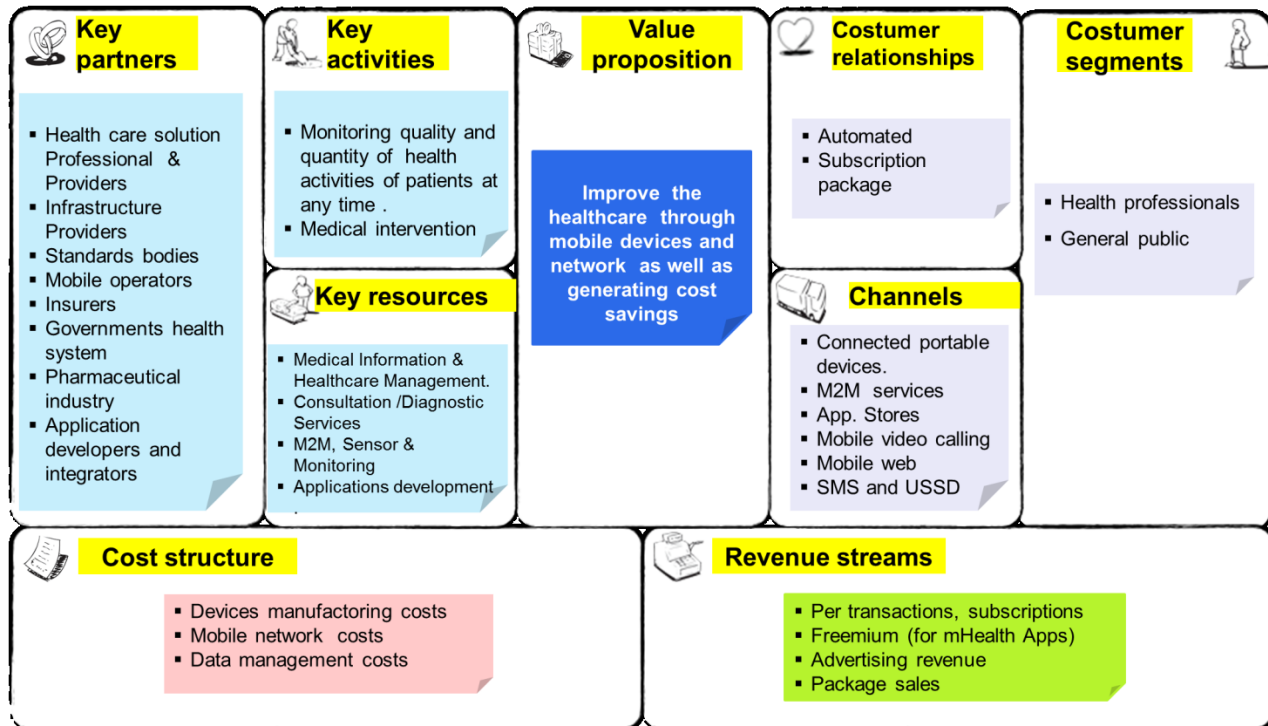 Key
partners
Health care solution
Professional & 
Providers
Infrastructure
Providers
Standards bodies
Mobile operators
Insurers
Governments health
system
Pharmaceutical
industry
Application
developers and
integrators
Key
activities
Monitoring quality and
quantity of health
activities of patients at
any time .
Medical intervention
Key resources
Medical Information &
Healthcare Management.
Consultation /Diagnostic
Services
M2M, Sensor &
Monitoring
Applications development
.
Value
proposition
Improve the
healthcare through
mobile devices and
network as well as
generating cost
savings
Costumer
relationships
Automated
Subscription
package
Channels
Connected portable
devices.
M2M services
App. Stores
Mobile video calling
Mobile web
SMS and USSD
Costumer
segments
Health professionals
General public
Cost structure
Devices manufactoring costs
Mobile network costs
Data management costs
Revenue streams
Per transactions, subscriptions
Freemium (for mHealth Apps)
Advertising revenue
Package sales